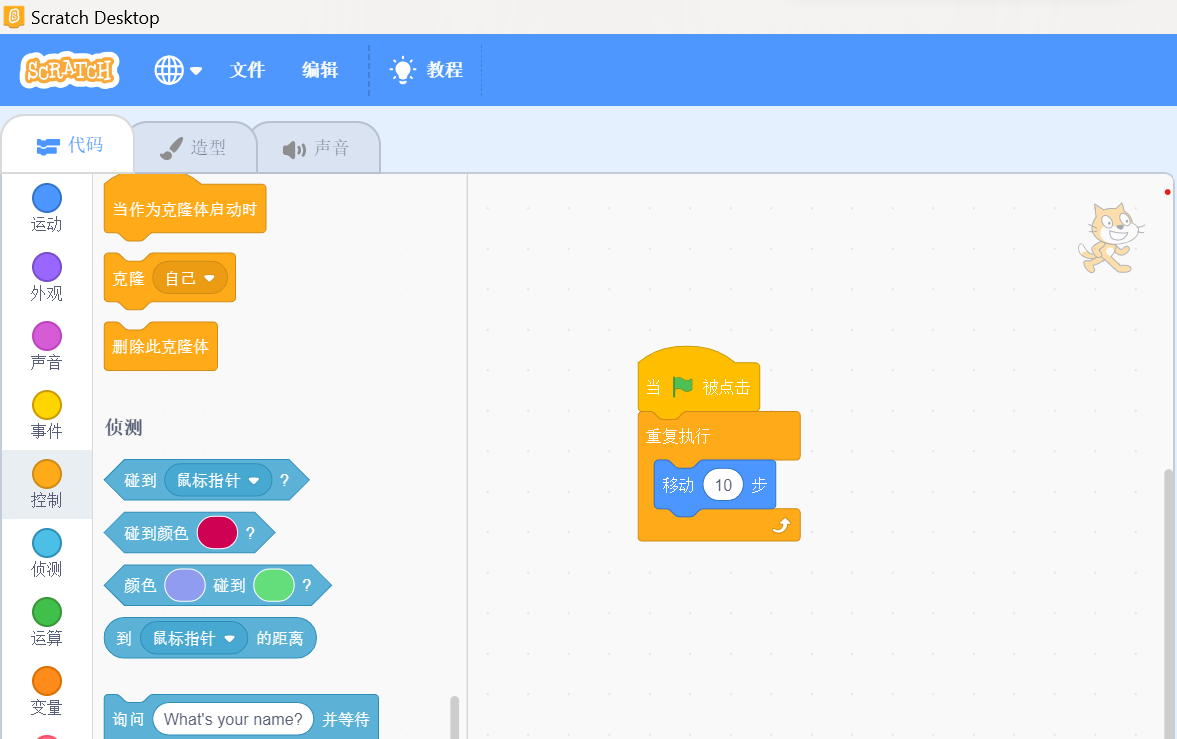 Scratch Desktop
SCRATCH 文件 编辑 教程
代码 造型 声音
运动
外观
声音
事件
控制
侦测
运算
变量
当作为克隆体启动时
克隆 自己
删除此克隆体
侦测
碰到 鼠标指针 ?
碰到颜色 ?
颜色 碰到 ?
到 鼠标指针 的距离
询问 What's your name? 并等待
当 被点击
重复执行
移动 10 步